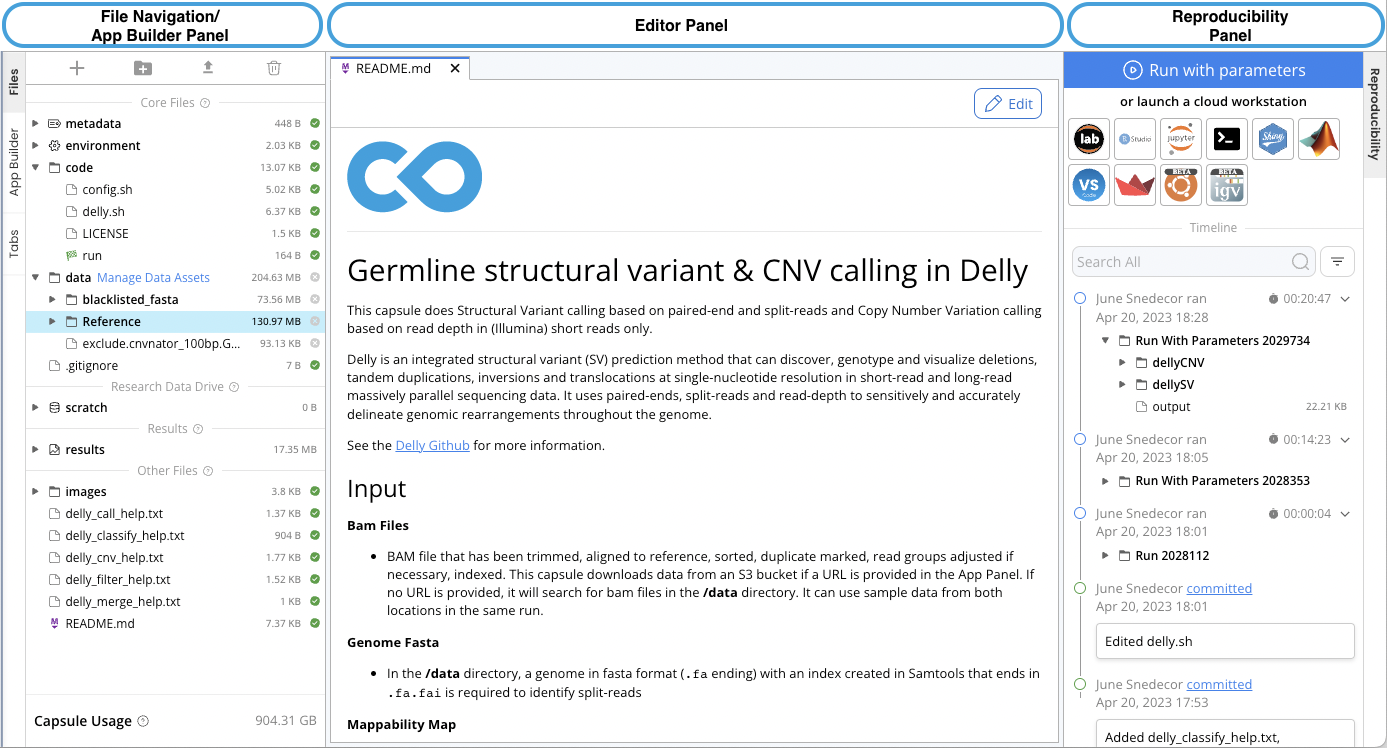 File Navigation/
App Builder Panel
Editor Panel
Reproducibility
Panel
Files
App Builder
Tabs
Core Files
metadata 448 B
environment 2.03 KB
code 13.07 KB
config.sh 5.02 KB
delly.sh 6.37 KB
LICENSE 1.5 KB
run 164 B
data Manage Data Assets 204.63 MB
blacklisted_fasta 73.56 MB
Reference 130.97 MB
exclude.cnvnator_100bp.G... 93.13 KB
.gitignore 7 B
Research Data Drive
scratch 0 B
Results
results 17.35 MB
Other Files
images 3.8 KB
delly_call_help.txt 1.37 KB
delly_classify_help.txt 904 B
delly_cnv_help.txt 1.77 KB
delly_filter_help.txt 1.52 KB
delly_merge_help.txt 1 KB
README.md 7.37 KB
Capsule Usage 904.31 GB
README.md
Edit
Germline structural variant & CNV calling in Delly
This capsule does Structural Variant calling based on paired-end and split-reads and Copy Number Variation calling
based on read depth in (Illumina) short reads only.
Delly is an integrated structural variant (SV) prediction method that can discover, genotype and visualize deletions,
tandem duplications, inversions and translocations at single-nucleotide resolution in short-read and long-read
massively parallel sequencing data. It uses paired-ends, split-reads and read-depth to sensitively and accurately
delineate genomic rearrangements throughout the genome.
See the Delly Github for more information.
Input
Bam Files
BAM file that has been trimmed, aligned to reference, sorted, duplicate marked, read groups adjusted if
necessary, indexed. This capsule downloads data from an S3 bucket if a URL is provided in the App Panel. If
no URL is provided, it will search for bam files in the /data directory. It can use sample data from both
locations in the same run.
Genome Fasta
In the /data directory, a genome in fasta format (.fa ending) with an index created in Samtools that ends in
.fa.fai is required to identify split-reads
Mappability Map
Run with parameters
or launch a cloud workstation
lab
R Studio
jupyter
Shiny
VS
Code
BETA
BETA
igv
Timeline
Search All
June Snedecor ran 00:20:47
Apr 20, 2023 18:28
Run With Parameters 2029734
dellyCNV
dellySV
output 22.21 KB
June Snedecor ran 00:14:23
Apr 20, 2023 18:05
Run With Parameters 2028353
June Snedecor ran 00:00:04
Apr 20, 2023 18:01
Run 2028112
June Snedecor committed
Apr 20, 2023 18:01
Edited delly.sh
June Snedecor committed
Apr 20, 2023 17:53
Added delly_classify_help.txt,
Reproducibility